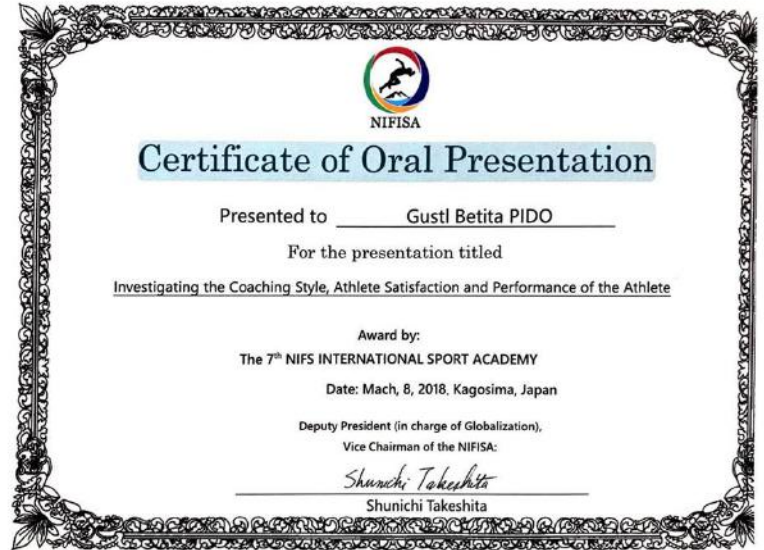 NIFISA
Certificate of Oral Presentation
Presented to Gustl Betita PIDO
For the presentation titled
Investigating the Coaching Style, Athlete Satisfaction and Performance of the Athlete
Award by:
The 7th NIFS INTERNATIONAL SPORT ACADEMY
Date: Mach, 8, 2018, Kagosima, Japan
Deputy President (in charge of Globalization),
Vice Chairman of the NIFISA:
Shunichi Takeshita
Shunichi Takeshita